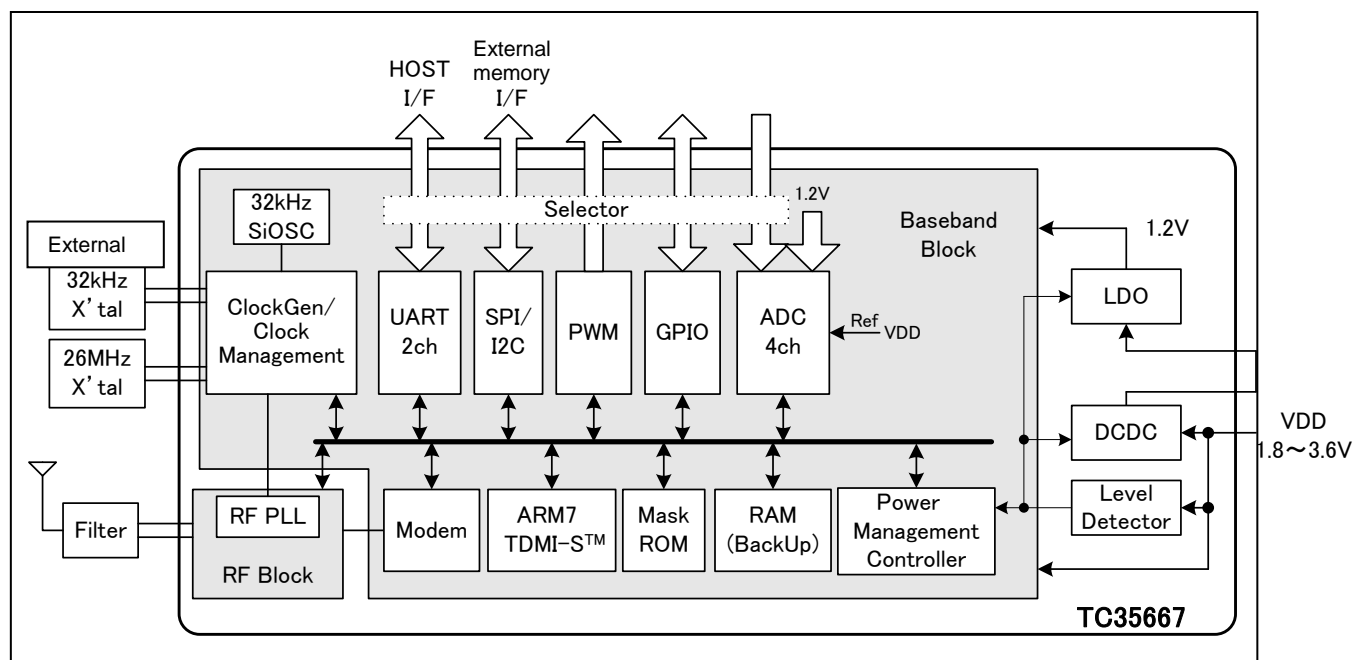 HOST
I/F
External
memory
I/F
32kHz
SiOSC
Selector
1.2V
Baseband
Block
1.2V
External
32kHz
X'tal
26MHz
X'tal
ClockGen/
Clock
Management
UART
2ch
SPI/
I2C
PWM
GPIO
ADC
4ch
Ref
VDD
LDO
DCDC
VDD
1.8～3.6V
Level
Detector
Filter
RF PLL
RF Block
Modem
ARM7
TDMI-S™
Mask
ROM
RAM
(BackUp)
Power
Management
Controller
TC35667